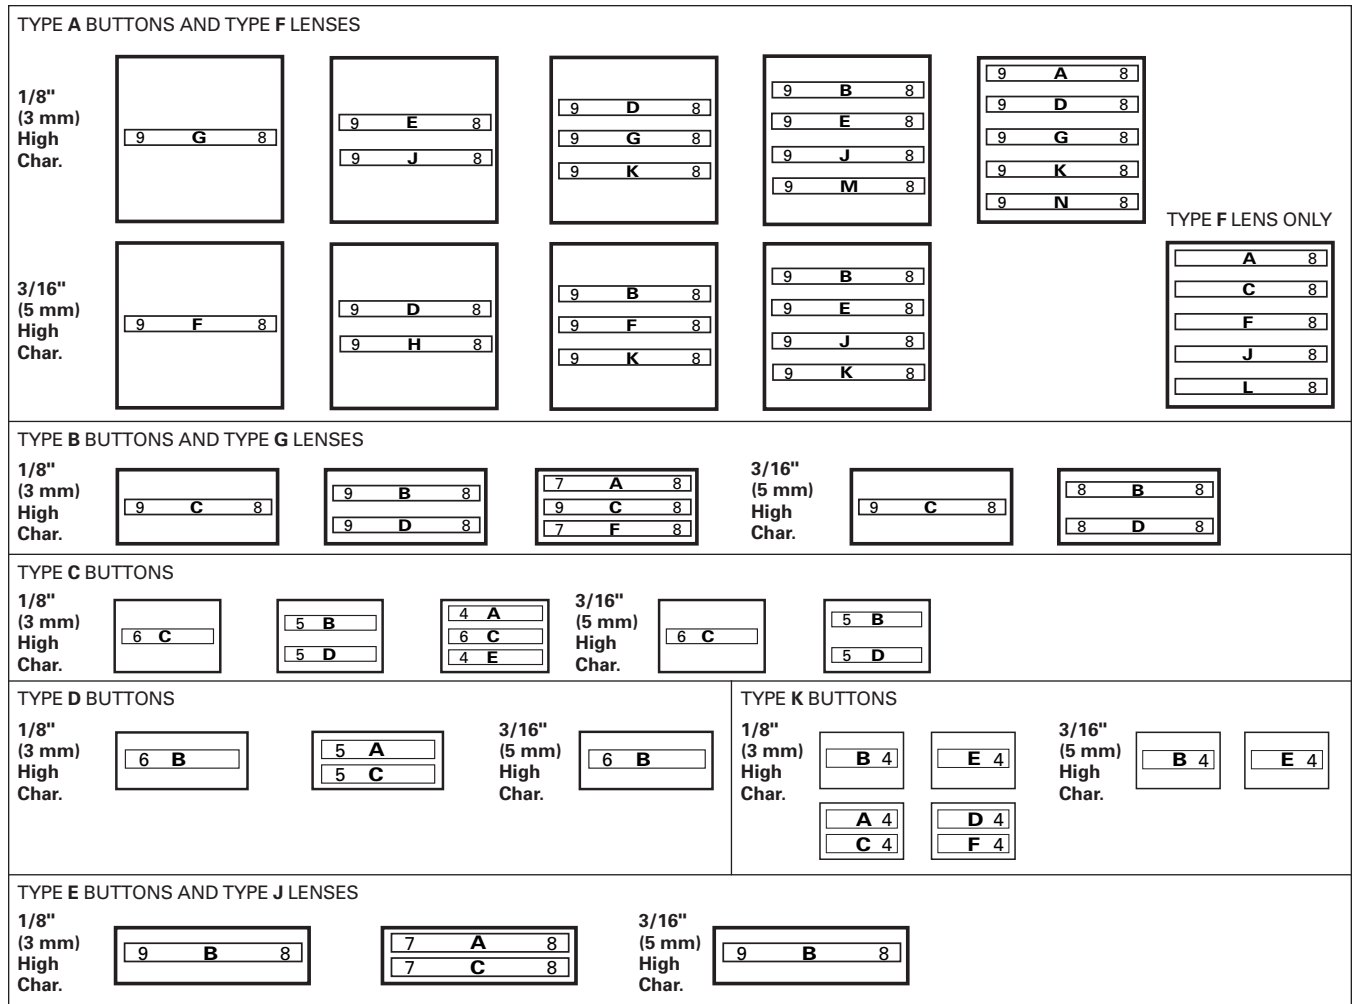 TYPE A BUTTONS AND TYPE F LENSES
1/8"
(3 mm)
High
Char.
9 G 8
9 E 8
9 J 8
9 D 8
9 G 8
9 K 8
9 B 8
9 E 8
9 J 8
9 M 8
9 A 8
9 D 8
9 G 8
9 K 8
9 N 8
3/16"
(5 mm)
High
Char.
9 F 8
9 D 8
9 H 8
9 B 8
9 F 8
9 K 8
9 B 8
9 E 8
9 J 8
9 K 8
TYPE F LENS ONLY
A 8
C 8
F 8
J 8
L 8
TYPE B BUTTONS AND TYPE G LENSES
1/8"
(3 mm)
High
Char.
9 C 8
9 B 8
9 D 8
7 A 8
9 C 8
7 F 8
3/16"
(5 mm)
High
Char.
9 C 8
8 B 8
8 D 8
TYPE C BUTTONS
1/8"
(3 mm)
High
Char.
6 C
5 B
5 D
4 A
6 C
4 E
3/16"
(5 mm)
High
Char.
6 C
5 B
5 D
TYPE D BUTTONS
1/8"
(3 mm)
High
Char.
6 B
5 A
5 C
3/16"
(5 mm)
High
Char.
6 B
TYPE K BUTTONS
1/8"
(3 mm)
High
Char.
B 4
E 4
A 4
C 4
D 4
F 4
3/16"
(5 mm)
High
Char.
B 4
E 4
TYPE E BUTTONS AND TYPE J LENSES
1/8"
(3 mm)
High
Char.
9 B 8
7 A 8
7 C 8
3/16"
(5 mm)
High
Char.
9 B 8